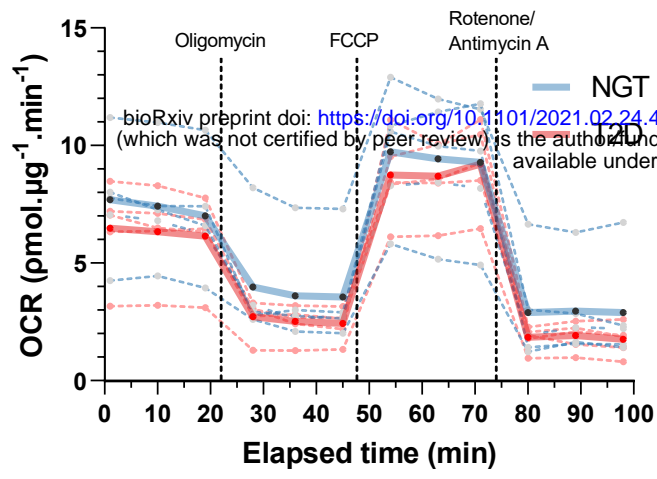 15
Rotenone/
Oligomycin FCCP Antimycin A
NGT
bioRxiv preprint doi: https://doi.org/10.1101/2021.02.24.4
T2D
(which was not certified by peer review) is the author/fund
available under
10
5
0
OCR (ρmol.μg⁻¹.min⁻¹)
0 10 20 30 40 50 60 70 80 90 100
Elapsed time (min)